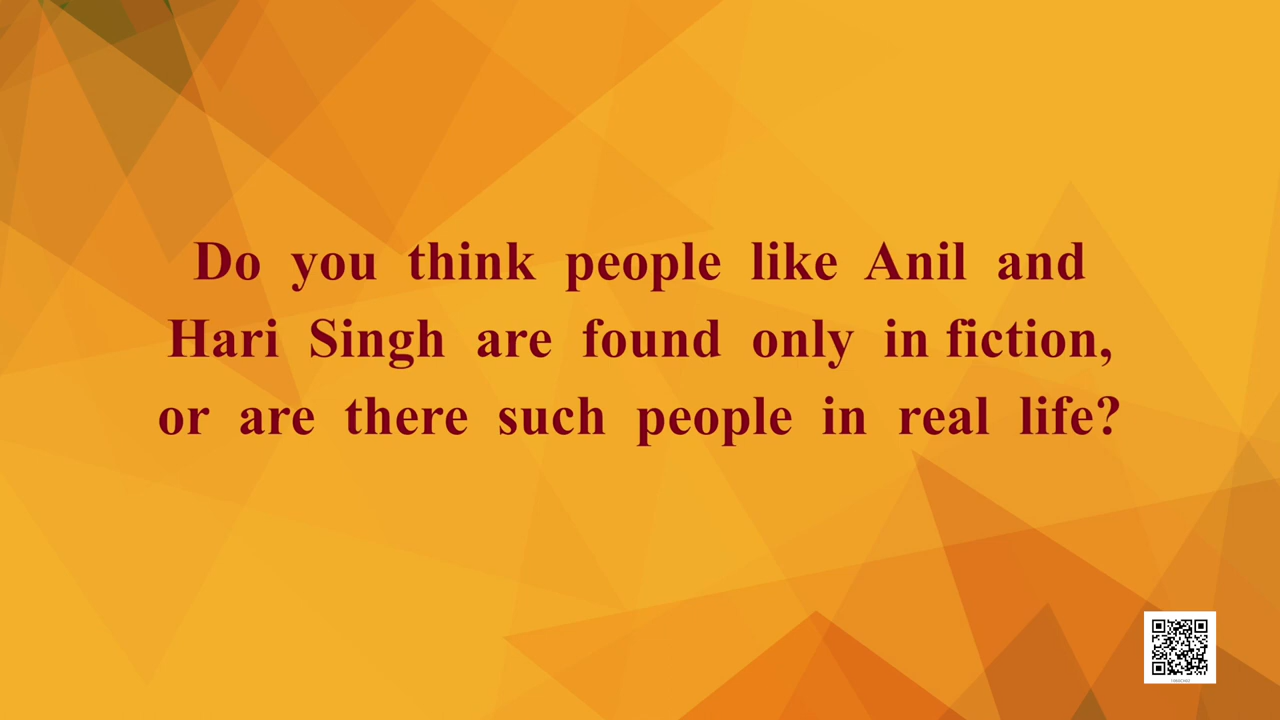 Do you think people like Anil and
Hari Singh are found only in fiction,
or are there such people in real life?